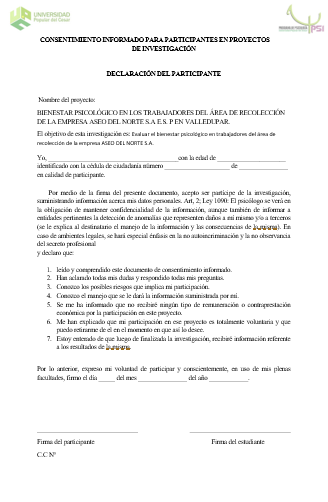 UNIVERSIDAD
Popular del Cesar
PSI
CONSENTIMIENTO INFORMADO PARA PARTICIPANTES EN PROYECTOS
DE INVESTIGACIÓN
DECLARACIÓN DEL PARTICIPANTE
Nombre del proyecto:
BIENESTAR PSICOLÓGICO EN LOS TRABAJADORES DEL ÁREA DE RECOLECCIÓN
DE LA EMPRESA ASEO DEL NORTE S.A E.S. P EN VALLEDUPAR.
El objetivo de esta investigación es: Evaluar el bienestar psicológico en trabajadores del área de
recolección de la empresa ASEO DEL NORTE S.A.
Yo, ______________________________________ con la edad de ____________________
identificado con la cédula de ciudadanía número ____________________ de ________________
en calidad de participante.
Por medio de la firma del presente documento, acepto ser partícipe de la investigación,
suministrando información acerca mis datos personales. Art, 2; Ley 1090: El psicólogo se verá en
la obligación de mantener confidencialidad de la información, aunque también de informar a
entidades pertinentes la detección de anomalías que representen daños a mí mismo y/o a terceros
(se le explica al destinatario el manejo de la información y las consecuencias de la misma). En
caso de ambientes legales, se hará especial énfasis en la no autoincriminación y la no observancia
del secreto profesional
y declaro que:
1. leído y comprendido este documento de consentimiento informado.
2. Han aclarado todas mis dudas y respondido todas mis preguntas.
3. Conozco los posibles riesgos que implica mi participación.
4. Conozco el manejo que se le dará la información suministrada por mí.
5. Se me ha informado que no recibiré ningún tipo de remuneración o contraprestación
económica por la participación en este proyecto.
6. Me han explicado que mi participación en ese proyecto es totalmente voluntaria y que
puedo retirarme de el en el momento en que así lo desee.
7. Estoy enterado de que luego de finalizada la investigación, recibiré información referente
a los resultados de la misma.
Por lo anterior, expreso mi voluntad de participar y conscientemente, en uso de mis plenas
facultades, firmo el día _____ del mes ______________ del año ____________.
Firma del participante
Firma del estudiante
C.C N°